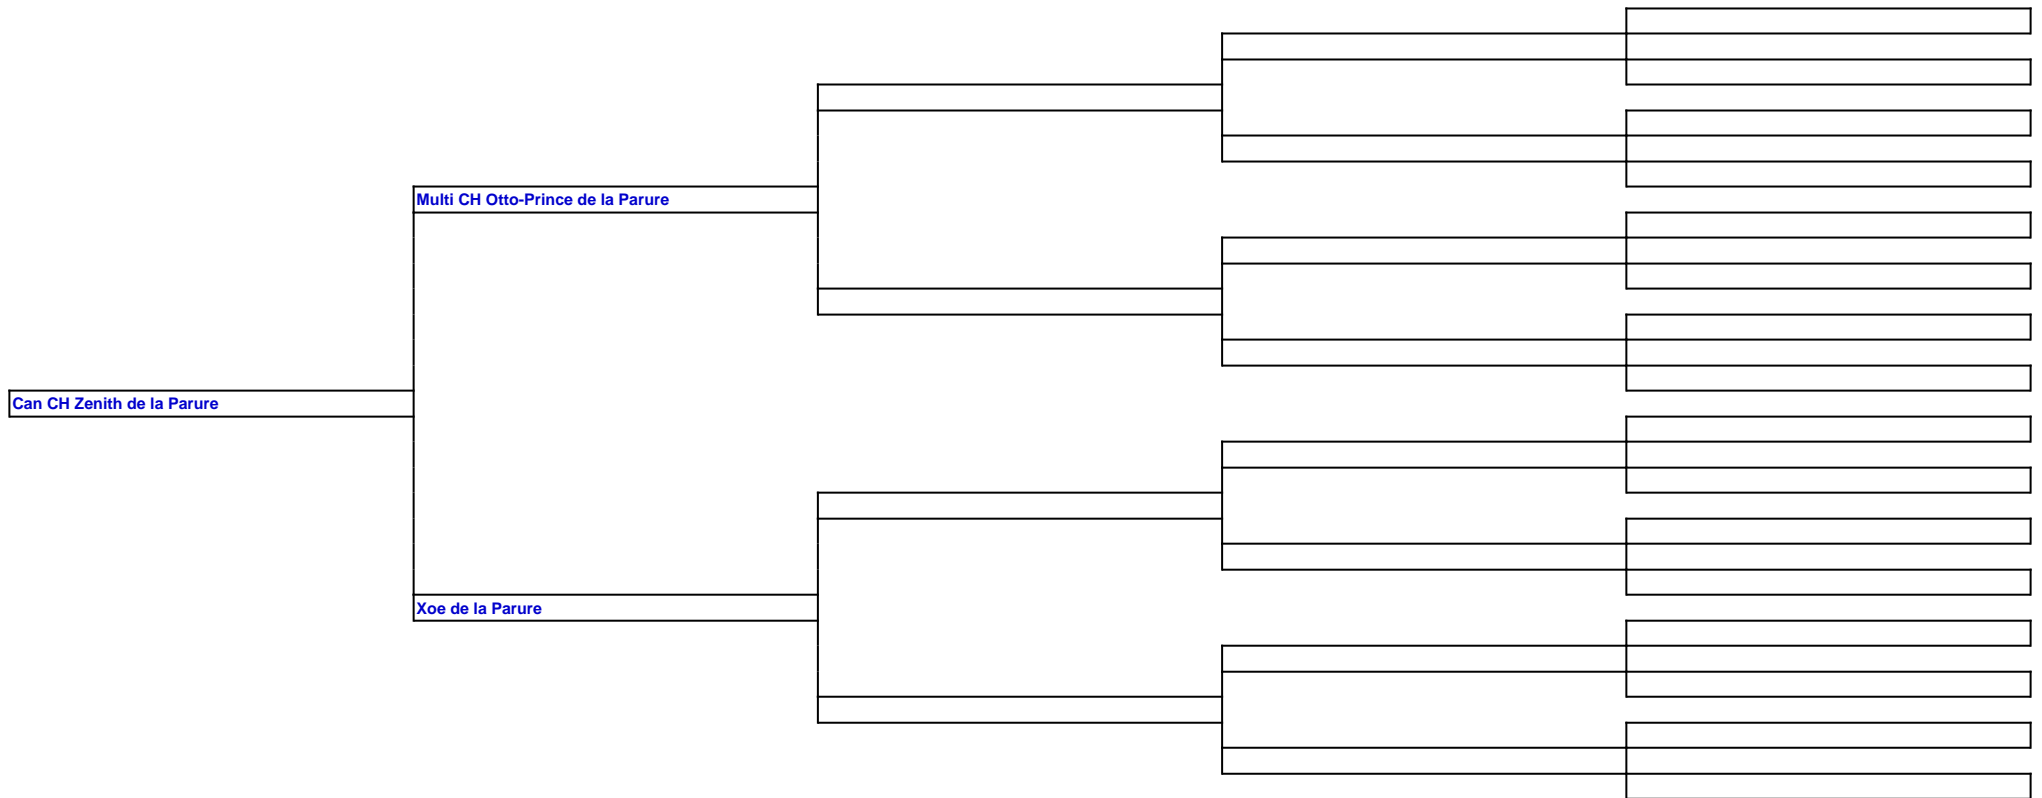 Multi CH Otto-Prince de la Parure
Can CH Zenith de la Parure
Xoe de la Parure